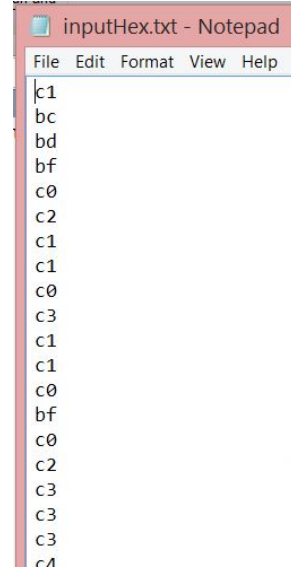 inputHex.txt - Notepad
File Edit Format View Help
c1
bc
bd
bf
c0
c2
c1
c1
c0
c3
c1
c1
c0
bf
c0
c2
c3
c3
c3
c4